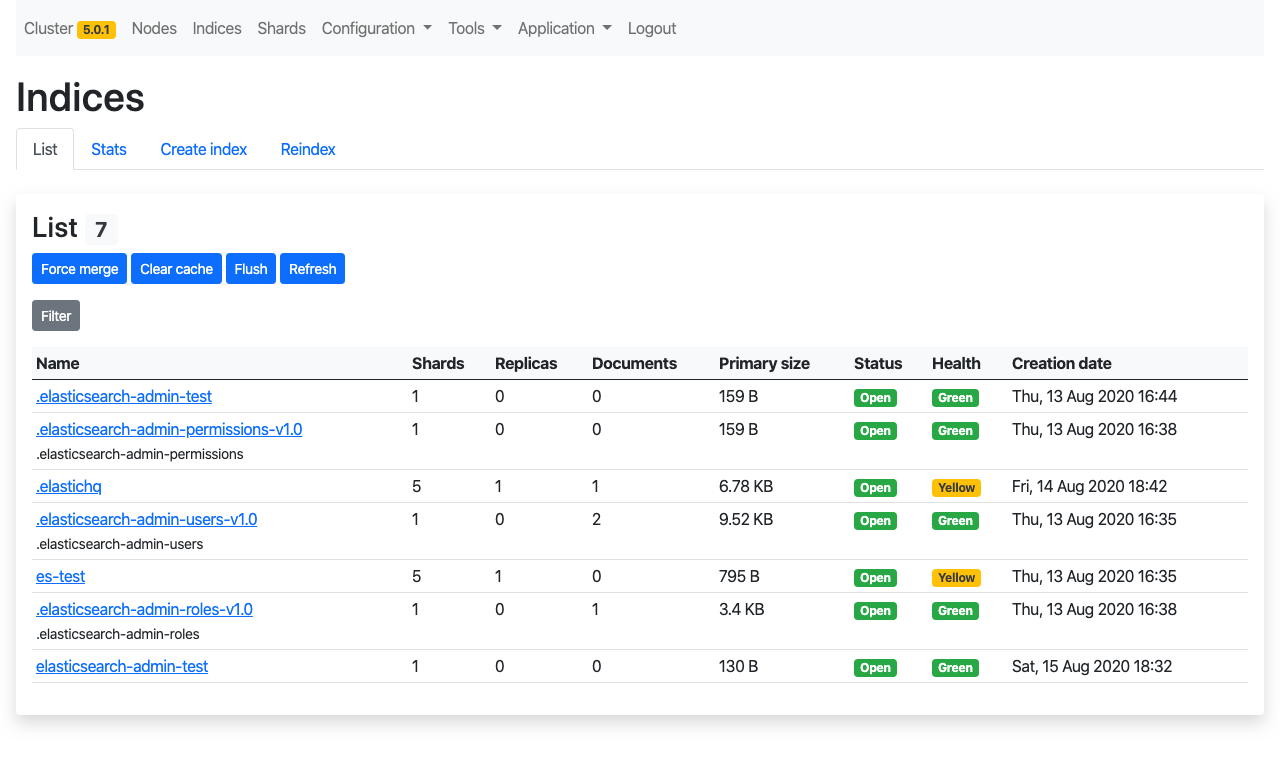 Cluster 5.0.1 Nodes Indices Shards Configuration Tools Application Logout
Indices
List Stats Create index Reindex
List 7
Force merge Clear cache Flush Refresh
Filter
Name Shards Replicas Documents Primary size Status Health Creation date
.elasticsearch-admin-test 1 0 0 159 B Open Green Thu, 13 Aug 2020 16:44
.elasticsearch-admin-permissions-v1.0 1 0 0 159 B Open Green Thu, 13 Aug 2020 16:38
.elasticsearch-admin-permissions
.elastichq 5 1 1 6.78 KB Open Yellow Fri, 14 Aug 2020 18:42
.elasticsearch-admin-users-v1.0 1 0 2 9.52 KB Open Green Thu, 13 Aug 2020 16:35
.elasticsearch-admin-users
es-test 5 1 0 795 B Open Yellow Thu, 13 Aug 2020 16:35
.elasticsearch-admin-roles-v1.0 1 0 1 3.4 KB Open Green Thu, 13 Aug 2020 16:38
.elasticsearch-admin-roles
elasticsearch-admin-test 1 0 0 130 B Open Green Sat, 15 Aug 2020 18:32